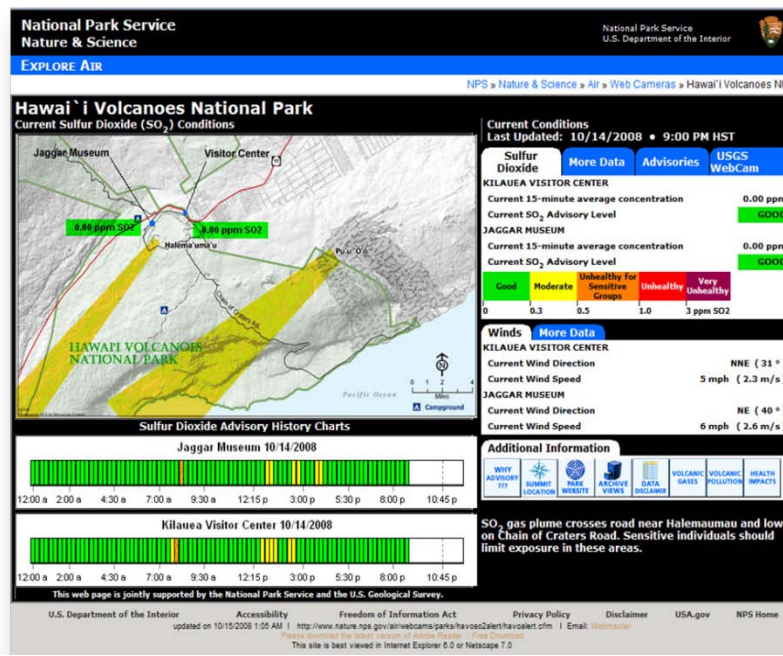 National Park Service
Nature & Science
National Park Service
U.S. Department of the Interior
EXPLORE AIR
NPS » Nature & Science » Air » Web Cameras » Hawai`i Volcanoes N
Hawai`i Volcanoes National Park
Current Sulfur Dioxide (SO2) Conditions
Jaggar Museum
Visitor Center
0.00 ppm SO2
0.00 ppm SO2
Halema'uma'u
Pu'u 'O'o
Chain of Craters Rd.
HAWAI'I VOLCANOES
NATIONAL PARK
Pacific Ocean
N
0 1 2 4
Miles
Campground
Current Conditions
Last Updated: 10/14/2008 • 9:00 PM HST
Sulfur Dioxide
More Data
Advisories
USGS WebCam
KILAUEA VISITOR CENTER
Current 15-minute average concentration 0.00 ppm
Current SO2 Advisory Level GOOD
JAGGAR MUSEUM
Current 15-minute average concentration 0.00 ppm
Current SO2 Advisory Level GOOD
Good
Moderate
Unhealthy for Sensitive Groups
Unhealthy
Very Unhealthy
0 0.3 0.5 1.0 3 ppm SO2
Winds
More Data
KILAUEA VISITOR CENTER
Current Wind Direction NNE ( 31 °
Current Wind Speed 5 mph ( 2.3 m/s
JAGGAR MUSEUM
Current Wind Direction NE ( 40 °
Current Wind Speed 6 mph ( 2.6 m/s
Additional Information
WHY ADVISORY ???
SUMMIT LOCATION
PARK WEBSITE
ARCHIVE VIEWS
DATA DISCLAIMER
VOLCANIC GASES
VOLCANIC POLLUTION
HEALTH IMPACTS
SO2 gas plume crosses road near Halemaumau and low
on Chain of Craters Road. Sensitive individuals should
limit exposure in these areas.
Sulfur Dioxide Advisory History Charts
Jaggar Museum 10/14/2008
12:00 a 2:00 a 4:30 a 7:00 a 9:30 a 12:15 p 3:00 p 5:30 p 8:00 p 10:45 p
Kilauea Visitor Center 10/14/2008
12:00 a 2:00 a 4:30 a 7:00 a 9:30 a 12:15 p 3:00 p 5:30 p 8:00 p 10:45 p
This web page is jointly supported by the National Park Service and the U.S. Geological Survey.
U.S. Department of the Interior Accessibility Freedom of Information Act Privacy Policy Disclaimer USA.gov NPS Home
updated on 10/15/2008 1:05 AM I http://www.nature.nps.gov/air/webcams/parks/havoso2alert/havoalert.cfm I Email: Webmaster
Please download the latest version of Adobe Reader :: Free Download
This site is best viewed in Internet Explorer 6.0 or Netscape 7.0